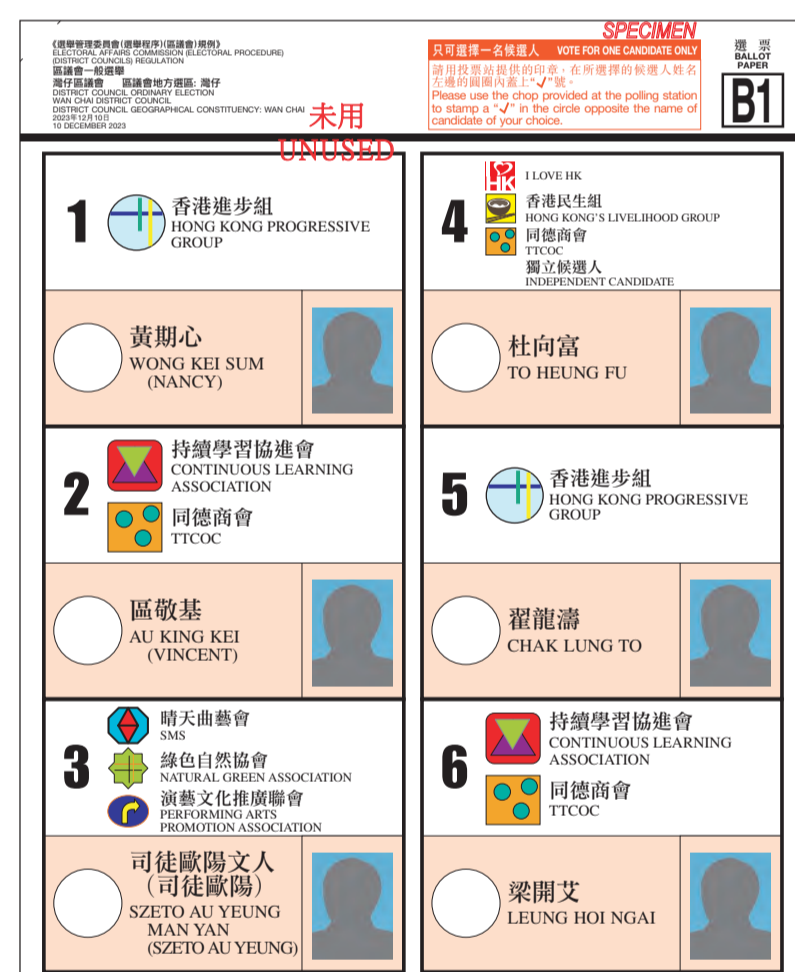 《選舉管理委員會(選舉程序)(區議會)規例》
ELECTORAL AFFAIRS COMMISSION (ELECTORAL PROCEDURE)
(DISTRICT COUNCILS) REGULATION
區議會一般選舉
灣仔區議會 區議會地方選區: 灣仔
DISTRICT COUNCIL ORDINARY ELECTION
WAN CHAI DISTRICT COUNCIL
DISTRICT COUNCIL GEOGRAPHICAL CONSTITUENCY: WAN CHAI
2023年12月10日
10 DECEMBER 2023
未用
UNUSED
SPECIMEN
只可選擇一名候選人 VOTE FOR ONE CANDIDATE ONLY
請用投票站提供的印章，在所選擇的候選人姓名
左邊的圓圈內蓋上“✓”號。
Please use the chop provided at the polling station
to stamp a “✓” in the circle opposite the name of
candidate of your choice.
選票
BALLOT
PAPER
B1
1
香港進步組
HONG KONG PROGRESSIVE
GROUP
黃期心
WONG KEI SUM
(NANCY)
2
持續學習協進會
CONTINUOUS LEARNING
ASSOCIATION
同德商會
TTCOC
區敬基
AU KING KEI
(VINCENT)
3
晴天曲藝會
SMS
綠色自然協會
NATURAL GREEN ASSOCIATION
演藝文化推廣聯會
PERFORMING ARTS
PROMOTION ASSOCIATION
司徒歐陽文人
(司徒歐陽)
SZETO AU YEUNG
MAN YAN
(SZETO AU YEUNG)
4
HK
I LOVE HK
香港民生組
HONG KONG'S LIVELIHOOD GROUP
同德商會
TTCOC
獨立候選人
INDEPENDENT CANDIDATE
杜向富
TO HEUNG FU
5
香港進步組
HONG KONG PROGRESSIVE
GROUP
翟龍濤
CHAK LUNG TO
6
持續學習協進會
CONTINUOUS LEARNING
ASSOCIATION
同德商會
TTCOC
梁開艾
LEUNG HOI NGAI